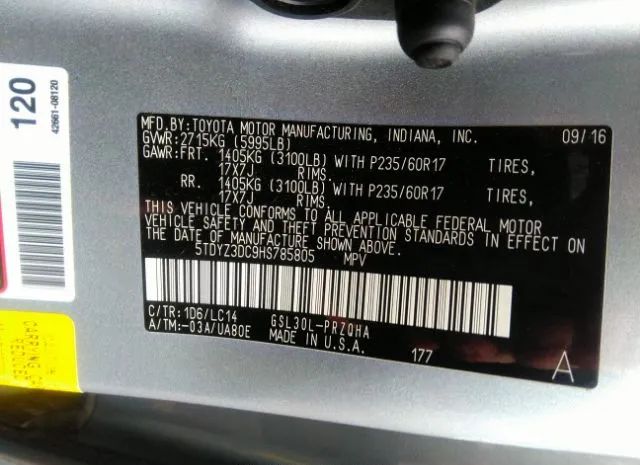 120
42661-08120
MFD.BY:TOYOTA MOTOR MANUFACTURING, INDIANA, INC. 09/16
GVWR:2715KG (5995LB)
GAWR:FRT. 1405KG (3100LB) WITH P235/60R17 TIRES,
17X7J RIMS.
RR. 1405KG (3100LB) WITH P235/60R17 TIRES,
17X7J RIMS.
THIS VEHICLE CONFORMS TO ALL APPLICABLE FEDERAL MOTOR
VEHICLE SAFETY AND THEFT PREVENTION STANDARDS IN EFFECT ON
THE DATE OF MANUFACTURE SHOWN ABOVE.
5TDYZ3DC9HS785805 MPV
C/TR:1D6/LC14 GSL30L-PRZQHA
A/TM:-03A/UA80E MADE IN U.S.A.
177
A
CARRYING
REDUCED